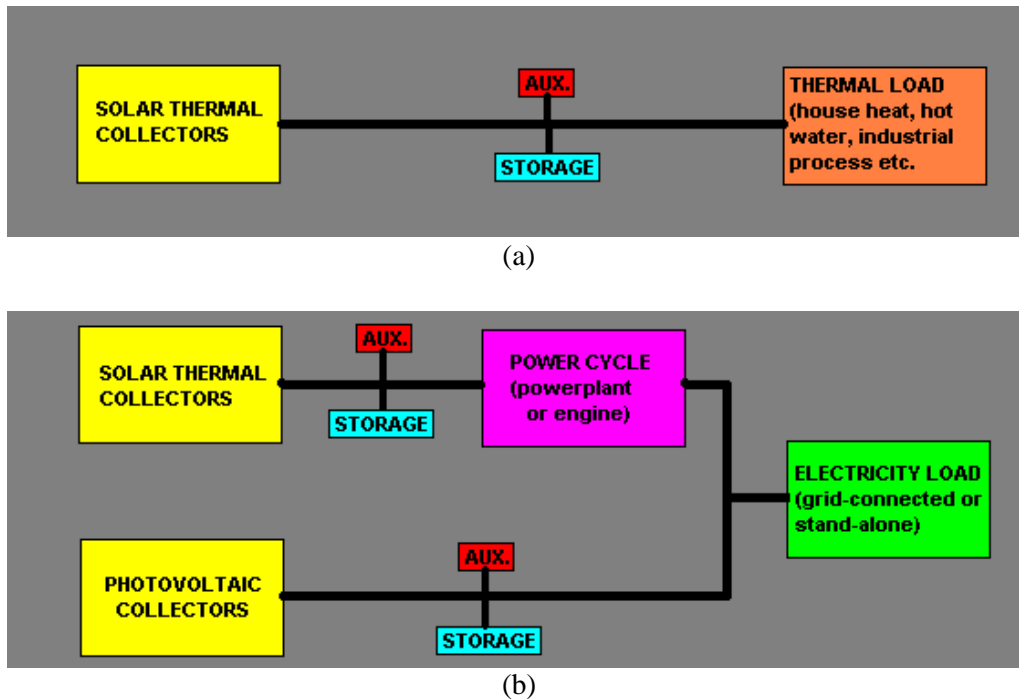 SOLAR THERMAL
COLLECTORS
AUX.
STORAGE
THERMAL LOAD
(house heat, hot
water, industrial
process etc.
(a)
SOLAR THERMAL
COLLECTORS
AUX.
STORAGE
POWER CYCLE
(powerplant
or engine)
ELECTRICITY LOAD
(grid-connected or
stand-alone)
PHOTOVOLTAIC
COLLECTORS
AUX.
STORAGE
(b)